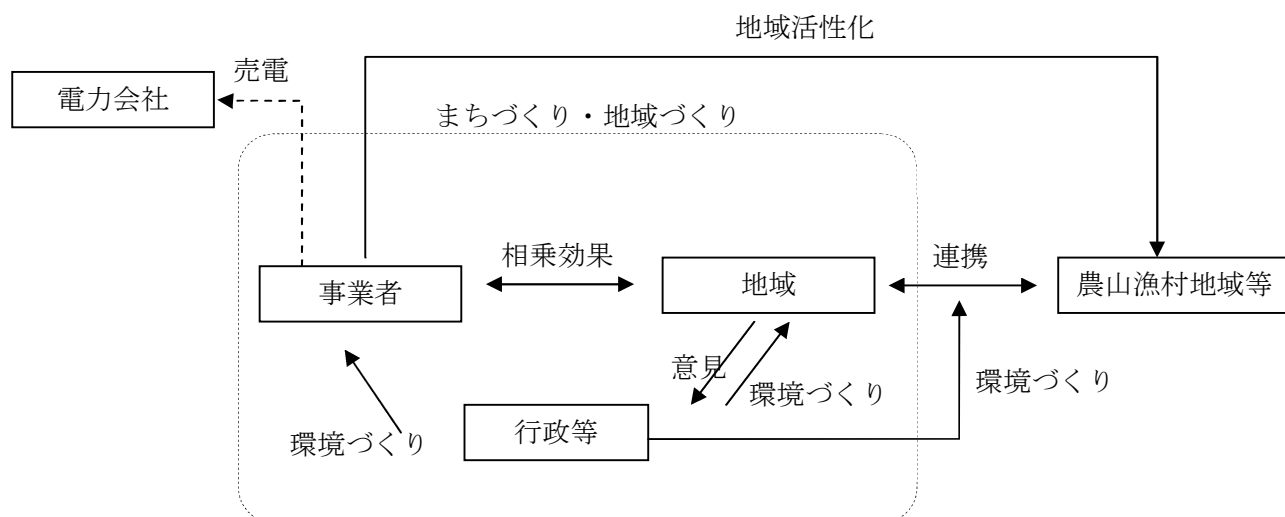 地域活性化
売電
電力会社
まちづくり・地域づくり
相乗効果
連携
事業者
地域
農山漁村地域等
意見
環境づくり
環境づくり
行政等
環境づくり